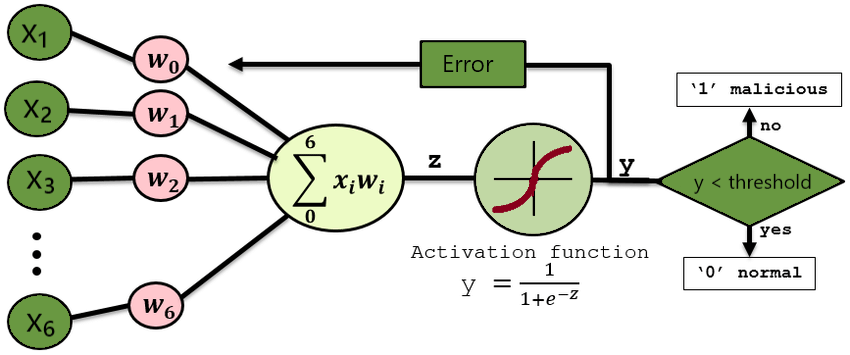 X1
w0
Error
'1' malicious
X2
w1
no
6
∑ xiwi
0
z
y
y < threshold
X3
w2
yes
Activation function
y = 1/(1+e^-z)
'0' normal
X6
w6